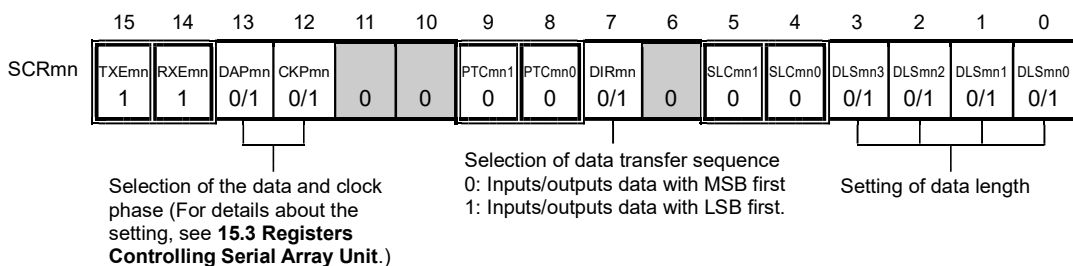 15 14 13 12 11 10 9 8 7 6 5 4 3 2 1 0
SCRmn TXEmn RXEmn DAPmn CKPmn PTCmn1 PTCmn0 DIRmn SLCmn1 SLCmn0 DLSmn3 DLSmn2 DLSmn1 DLSmn0
1 1 0/1 0/1 0 0 0 0 0/1 0 0 0 0/1 0/1 0/1 0/1
Selection of the data and clock
phase (For details about the
setting, see 15.3 Registers
Controlling Serial Array Unit.)
Selection of data transfer sequence
0: Inputs/outputs data with MSB first
1: Inputs/outputs data with LSB first.
Setting of data length